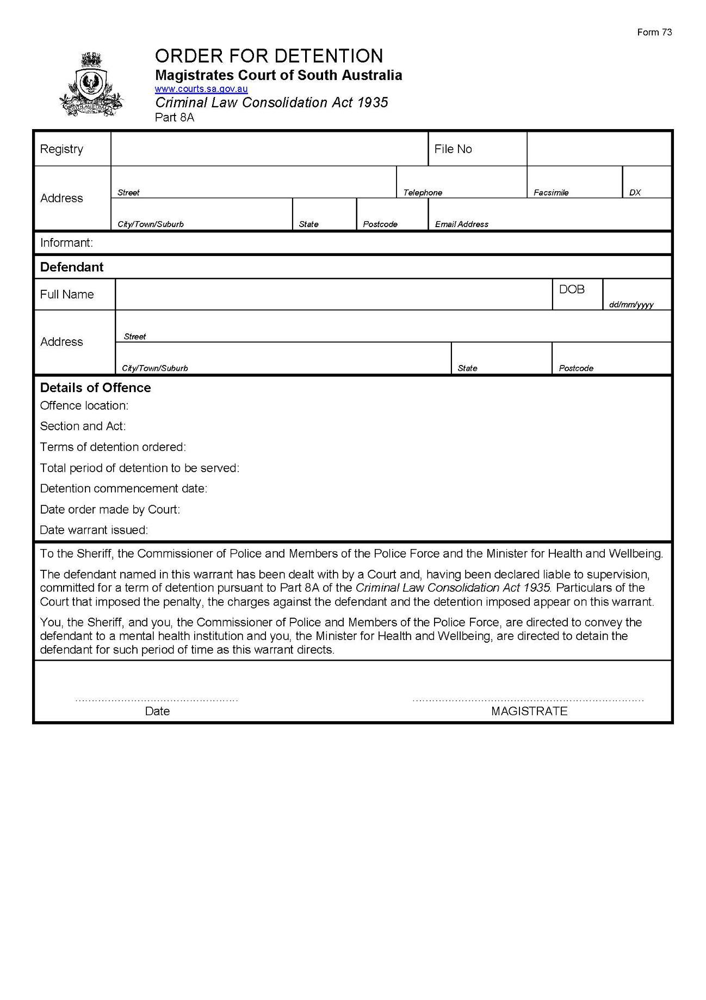 Form 73
ORDER FOR DETENTION
Magistrates Court of South Australia
www.courts.sa.gov.au
Criminal Law Consolidation Act 1935
Part 8A
SOUTH AUSTRALIA
Registry
File No
Address
Street
Telephone
Facsimile
DX
City/Town/Suburb
State
Postcode
Email Address
Informant:
Defendant
Full Name
DOB
dd/mm/yyyy
Address
Street
City/Town/Suburb
State
Postcode
Details of Offence
Offence location:
Section and Act:
Terms of detention ordered:
Total period of detention to be served:
Detention commencement date:
Date order made by Court:
Date warrant issued:
To the Sheriff, the Commissioner of Police and Members of the Police Force and the Minister for Health and Wellbeing.
The defendant named in this warrant has been dealt with by a Court and, having been declared liable to supervision,
committed for a term of detention pursuant to Part 8A of the Criminal Law Consolidation Act 1935. Particulars of the
Court that imposed the penalty, the charges against the defendant and the detention imposed appear on this warrant.
You, the Sheriff, and you, the Commissioner of Police and Members of the Police Force, are directed to convey the
defendant to a mental health institution and you, the Minister for Health and Wellbeing, are directed to detain the
defendant for such period of time as this warrant directs.
Date
MAGISTRATE